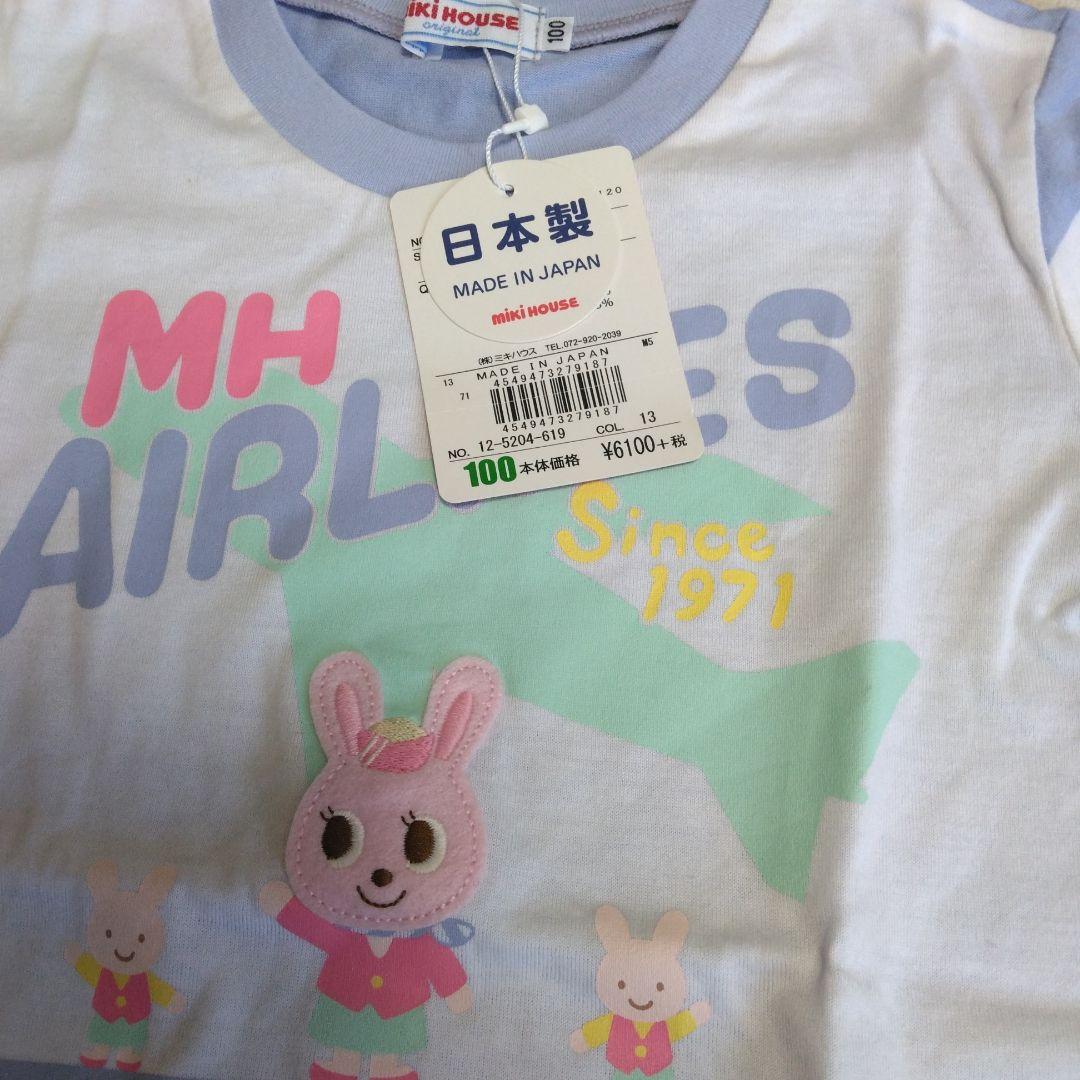 miki HOUSE
original
100
120
日本製
MADE IN JAPAN
miki HOUSE
%
(株)ミキハウス TEL.072-920-2039
MADE IN JAPAN
M5
13
71
4549473279187
4549473279187
NO. 12-5204-619 COL. 13
100 本体価格 ¥6100+税
MH
AIRLINES
Since
1971